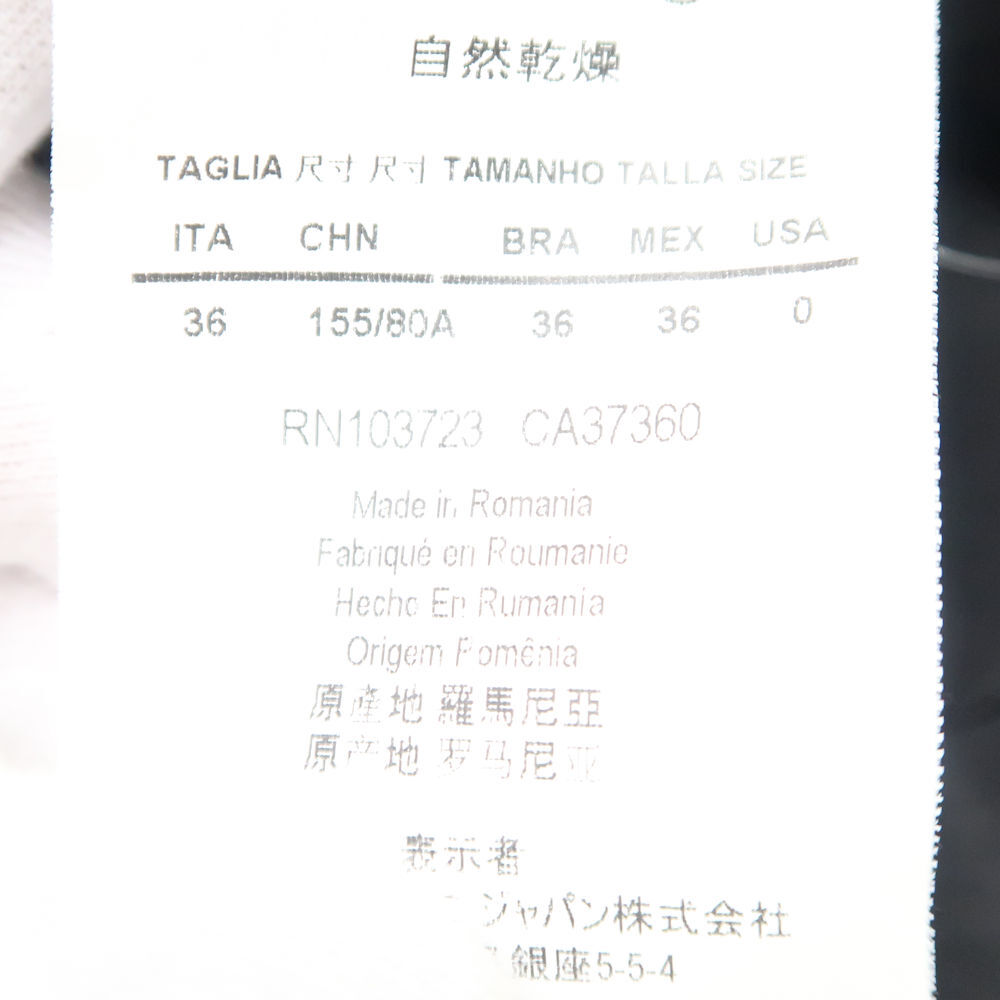 自然乾燥
TAGLIA 尺寸 尺寸 TAMANHO TALLA SIZE
ITA CHN BRA MEX USA
36 155/80A 36 36 0
RN103723 CA37360
Made in Romania
Fabriqué en Roumanie
Hecho En Rumania
Origem Romênia
原產地 羅馬尼亞
原产地 罗马尼亚
表示者
ジャパン株式会社
銀座5-5-4